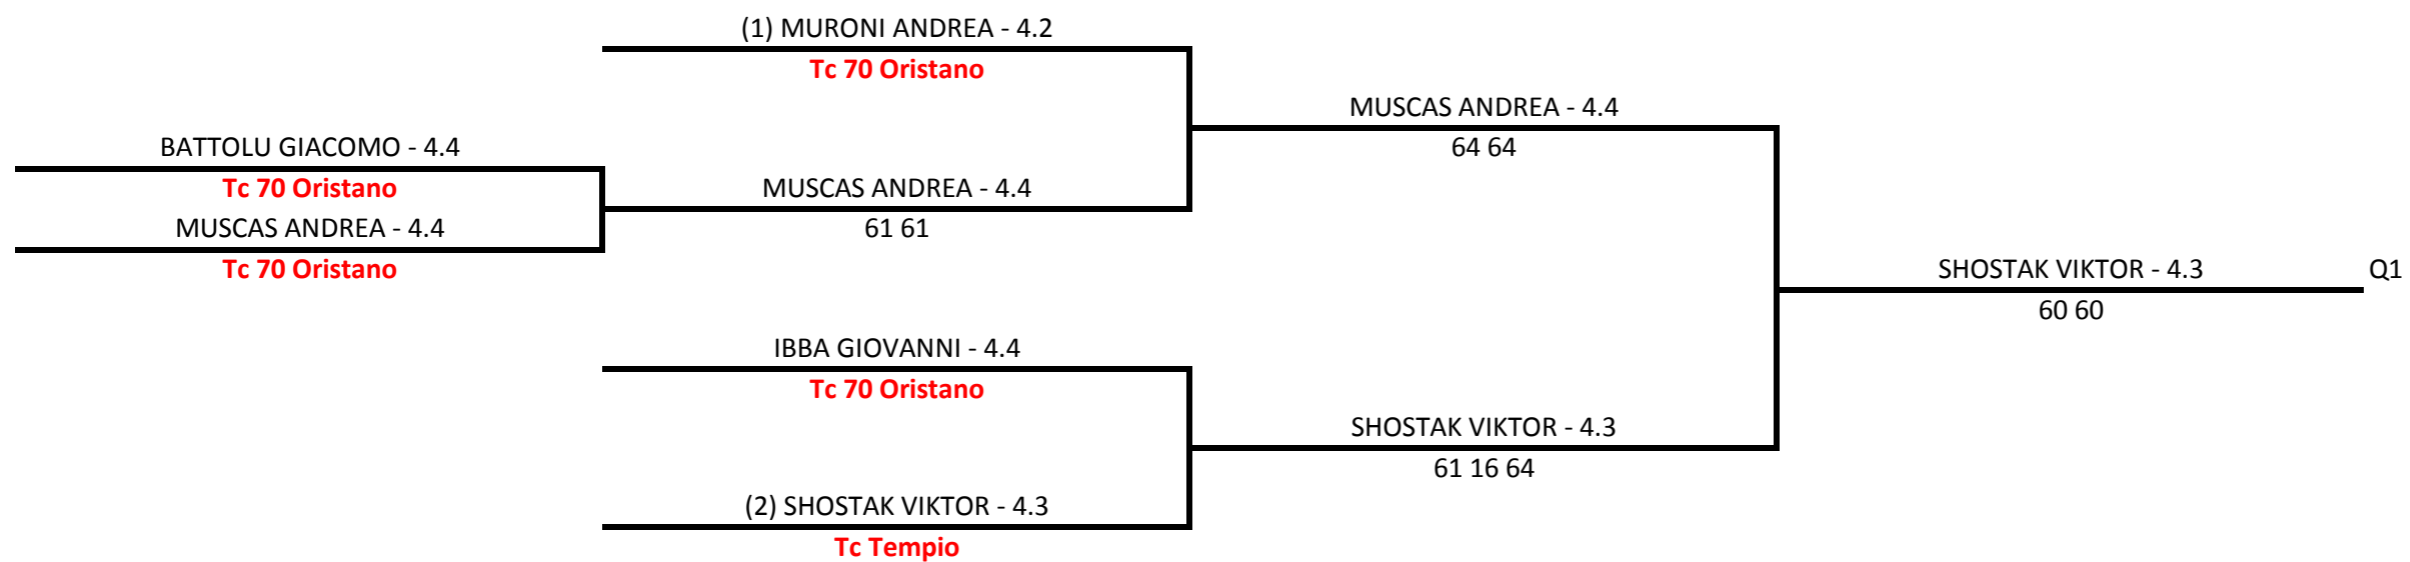 (1) MURONI ANDREA - 4.2
Tc 70 Oristano
MUSCAS ANDREA - 4.4
64 64
BATTOLU GIACOMO - 4.4
Tc 70 Oristano
MUSCAS ANDREA - 4.4
61 61
MUSCAS ANDREA - 4.4
Tc 70 Oristano
SHOSTAK VIKTOR - 4.3
Q1
60 60
IBBA GIOVANNI - 4.4
Tc 70 Oristano
SHOSTAK VIKTOR - 4.3
61 16 64
(2) SHOSTAK VIKTOR - 4.3
Tc Tempio